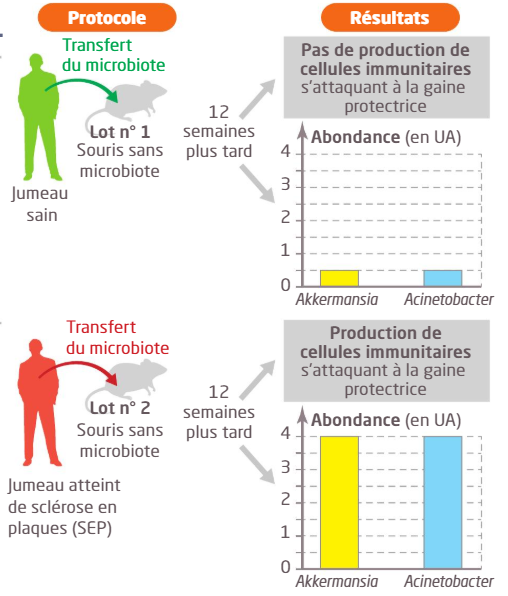 Protocole
Transfert
du microbiote
Lot n° 1
Souris sans
microbiote
Jumeau
sain
12
semaines
plus tard
Résultats
Pas de production de
cellules immunitaires
s'attaquant à la gaine
protectrice
Abondance (en UA)
4
3
2
1
0
Akkermansia
Acinetobacter
Transfert
du microbiote
Lot n° 2
Souris sans
microbiote
Jumeau atteint
de sclérose en
plaques (SEP)
12
semaines
plus tard
Production de
cellules immunitaires
s'attaquant à la gaine
protectrice
Abondance (en UA)
4
3
2
1
0
Akkermansia
Acinetobacter